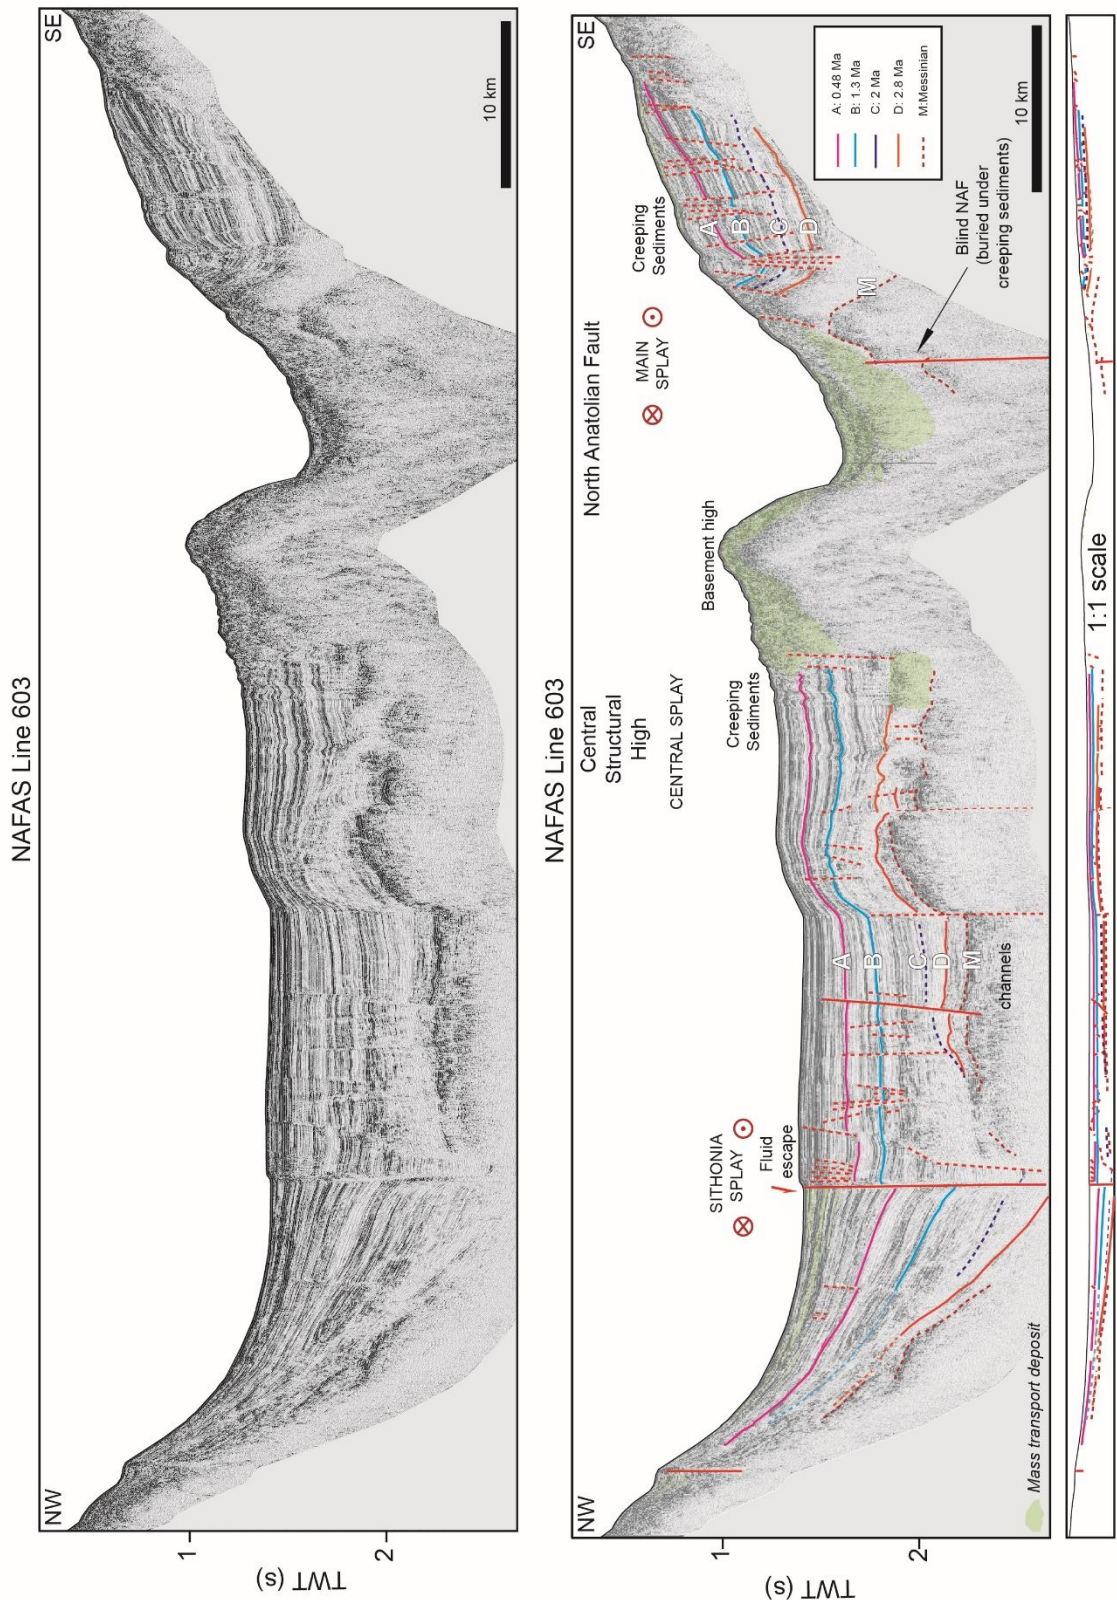 NAFAS Line 603
NW
SE
1
2
TWT (s)
10 km
NAFAS Line 603
Central
Structural
High
North Anatolian Fault
SITHONIA
SPLAY
Fluid
escape
CENTRAL SPLAY
Creeping
Sediments
Basement high
MAIN
SPLAY
Creeping
Sediments
NW
SE
1
2
TWT (s)
A
B
C
D
M
channels
A
B
C
D
M
Blind NAF
(buried under
creeping sediments)
A: 0.48 Ma
B: 1.3 Ma
C: 2 Ma
D: 2.8 Ma
M:Messinian
10 km
Mass transport deposit
1:1 scale